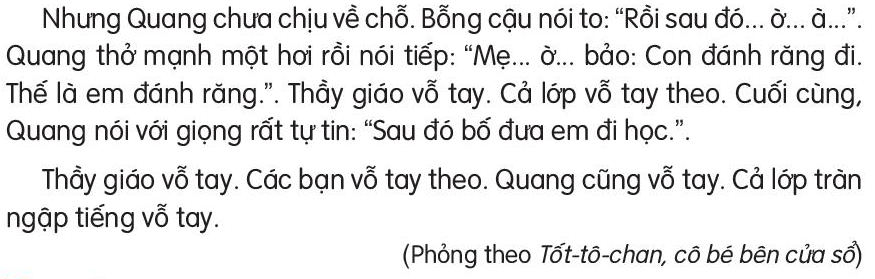 Nhưng Quang chưa chịu về chỗ. Bỗng cậu nói to: “Rồi sau đó... ờ... à...”.
Quang thở mạnh một hơi rồi nói tiếp: “Mẹ... ờ... bảo: Con đánh răng đi.
Thế là em đánh răng.”. Thầy giáo vỗ tay. Cả lớp vỗ tay theo. Cuối cùng,
Quang nói với giọng rất tự tin: “Sau đó bố đưa em đi học.”.
Thầy giáo vỗ tay. Các bạn vỗ tay theo. Quang cũng vỗ tay. Cả lớp tràn
ngập tiếng vỗ tay.
(Phỏng theo Tốt-tô-chan, cô bé bên cửa sổ)